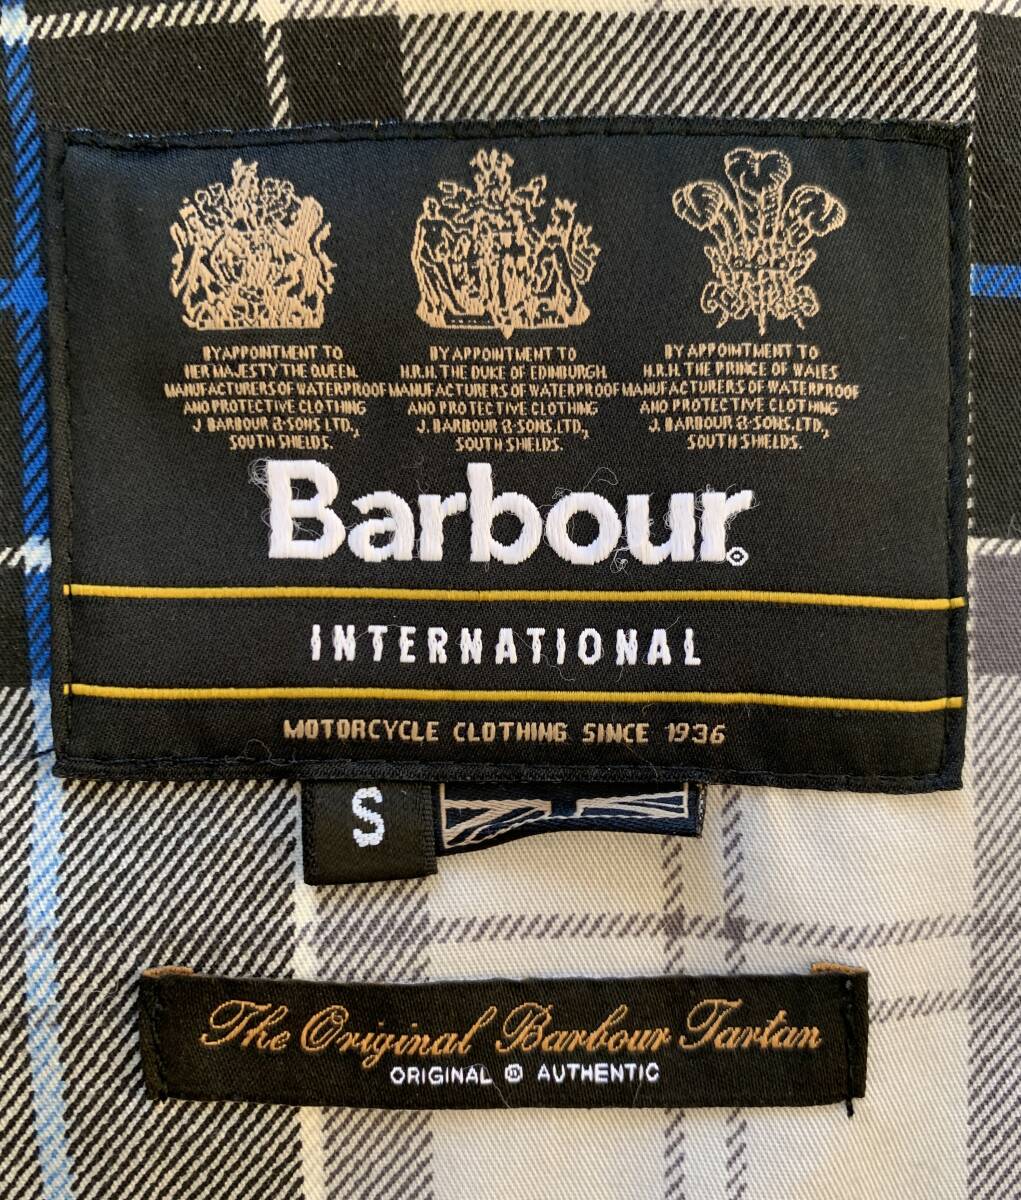 BY APPOINTMENT TO
HER MAJESTY THE QUEEN.
MANUFACTURERS OF WATERPROOF
AND PROTECTIVE CLOTHING
J. BARBOUR & SONS LTD.,
SOUTH SHIELDS.
BY APPOINTMENT TO
H.R.H. THE DUKE OF EDINBURGH
MANUFACTURERS OF WATERPROOF
AND PROTECTIVE CLOTHING
J. BARBOUR & SONS. LTD.,
SOUTH SHIELDS.
BY APPOINTMENT TO
H.R.H. THE PRINCE OF WALES
MANUFACTURERS OF WATERPROOF
AND PROTECTIVE CLOTHING
J. BARBOUR & SONS. LTD.,
SOUTH SHIELDS.
Barbour®
INTERNATIONAL
MOTORCYCLE CLOTHING SINCE 1936
S
The Original Barbour Tartan
ORIGINAL AUTHENTIC